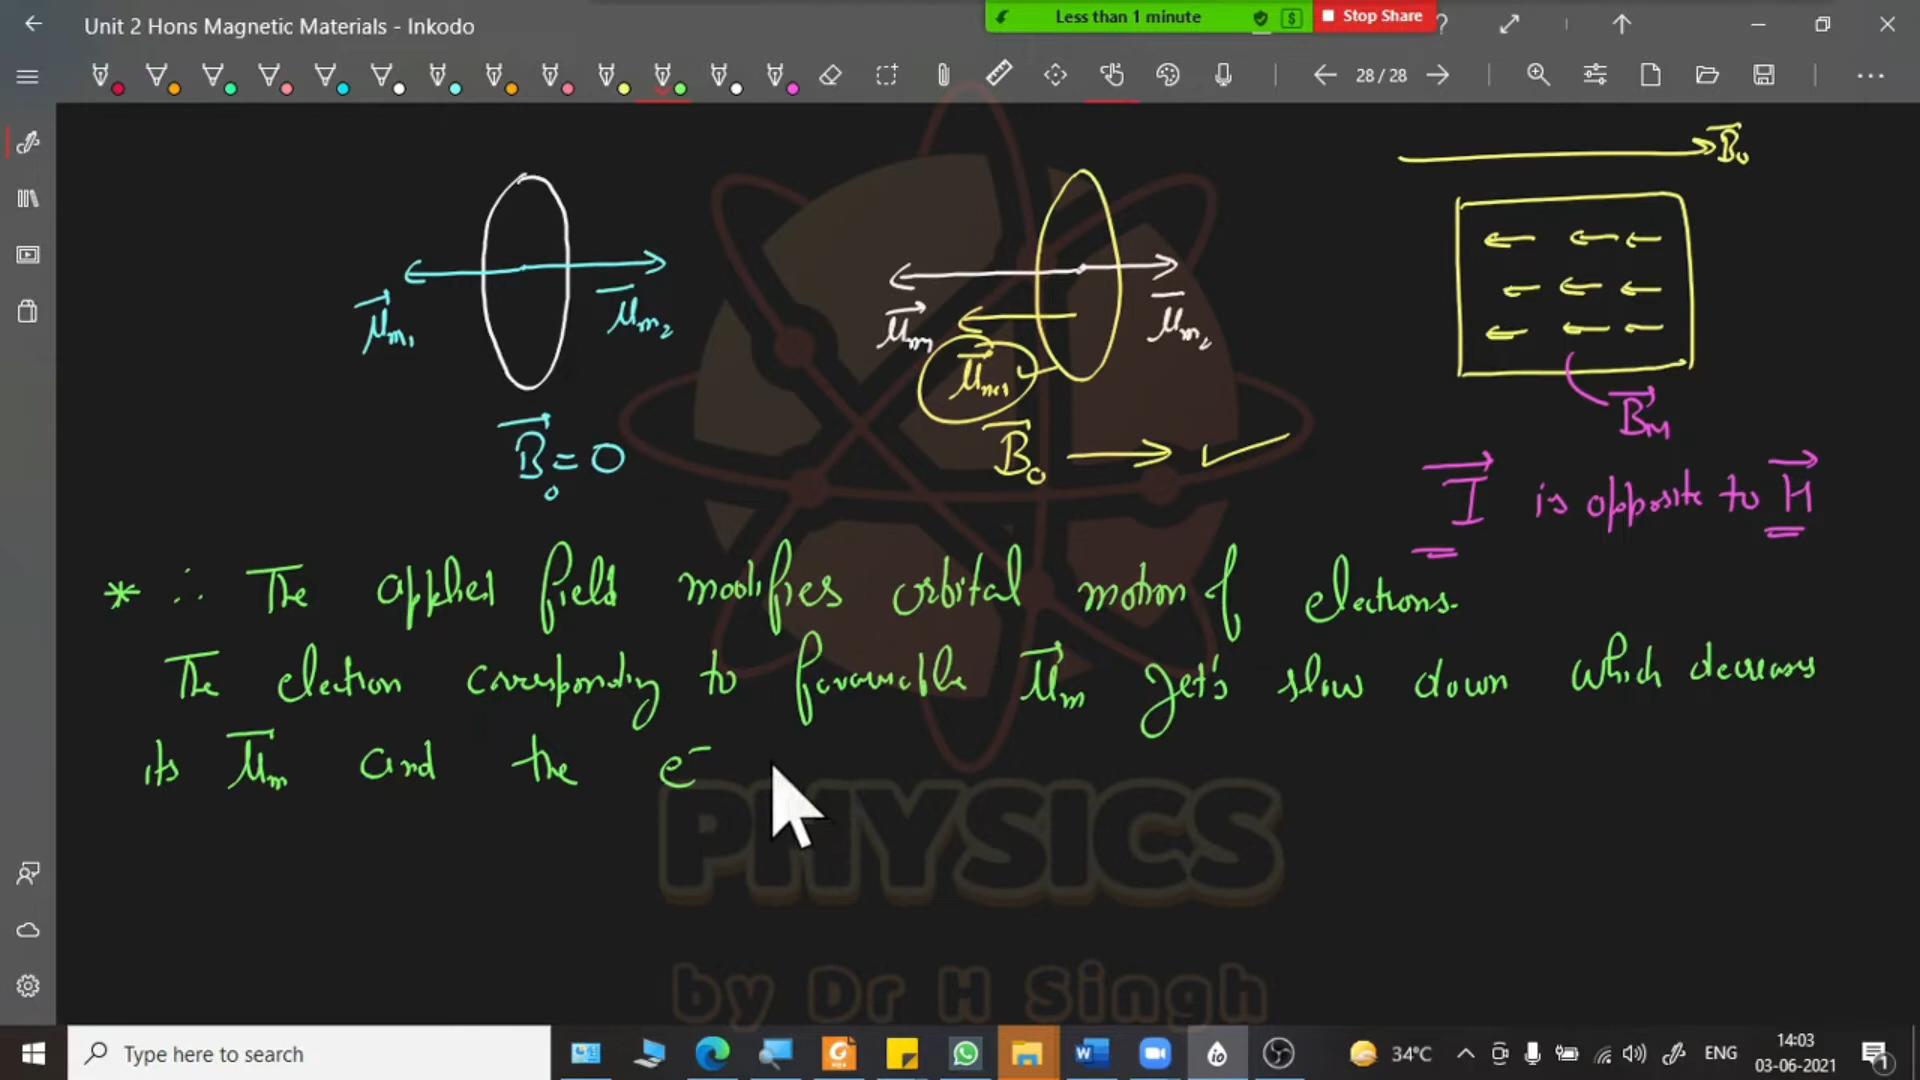 Unit 2 Hons Magnetic Materials - Inkodo
Less than 1 minute
Stop Share
28 / 28
B₀
μm₁
μm₂
B₀ = 0
μm₁
μm₂
B₀
BM
I is opposite to H
* ∴ The applied field modifies orbital motion of electrons.
The electron corresponding to favourable μm get's slow down which decreases
its μm and the e⁻
PHYSICS
by Dr H Singh
Type here to search
34°C
ENG
14:03
03-06-2021
1